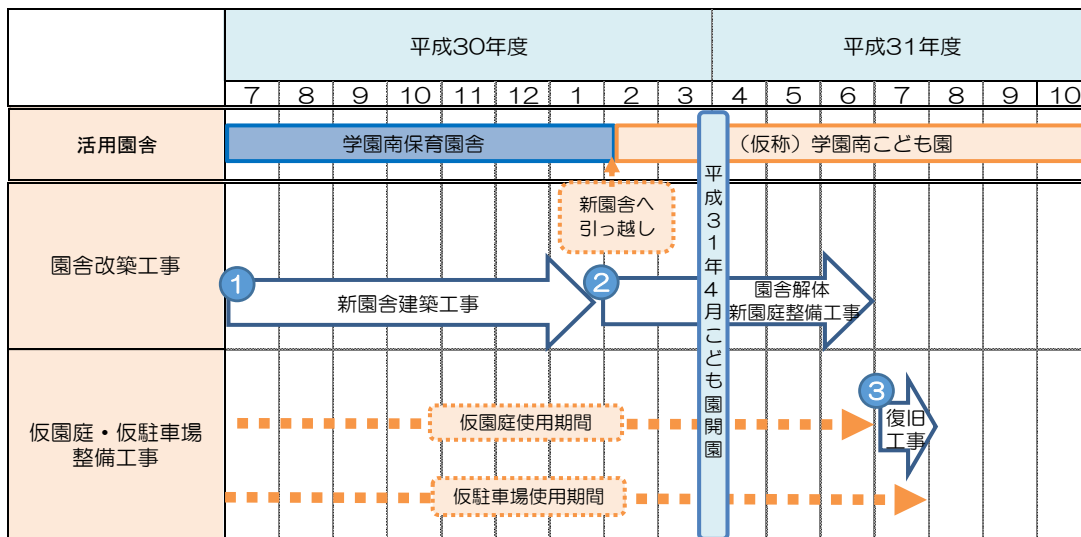 平成30年度
平成31年度
7 8 9 10 11 12 1 2 3 4 5 6 7 8 9 10
活用園舎
学園南保育園舎
（仮称）学園南こども園
新園舎へ
引っ越し
平成31年4月こども園開園
園舎改築工事
1
新園舎建築工事
2
園舎解体
新園庭整備工事
仮園庭・仮駐車場
整備工事
仮園庭使用期間
3
復旧
工事
仮駐車場使用期間